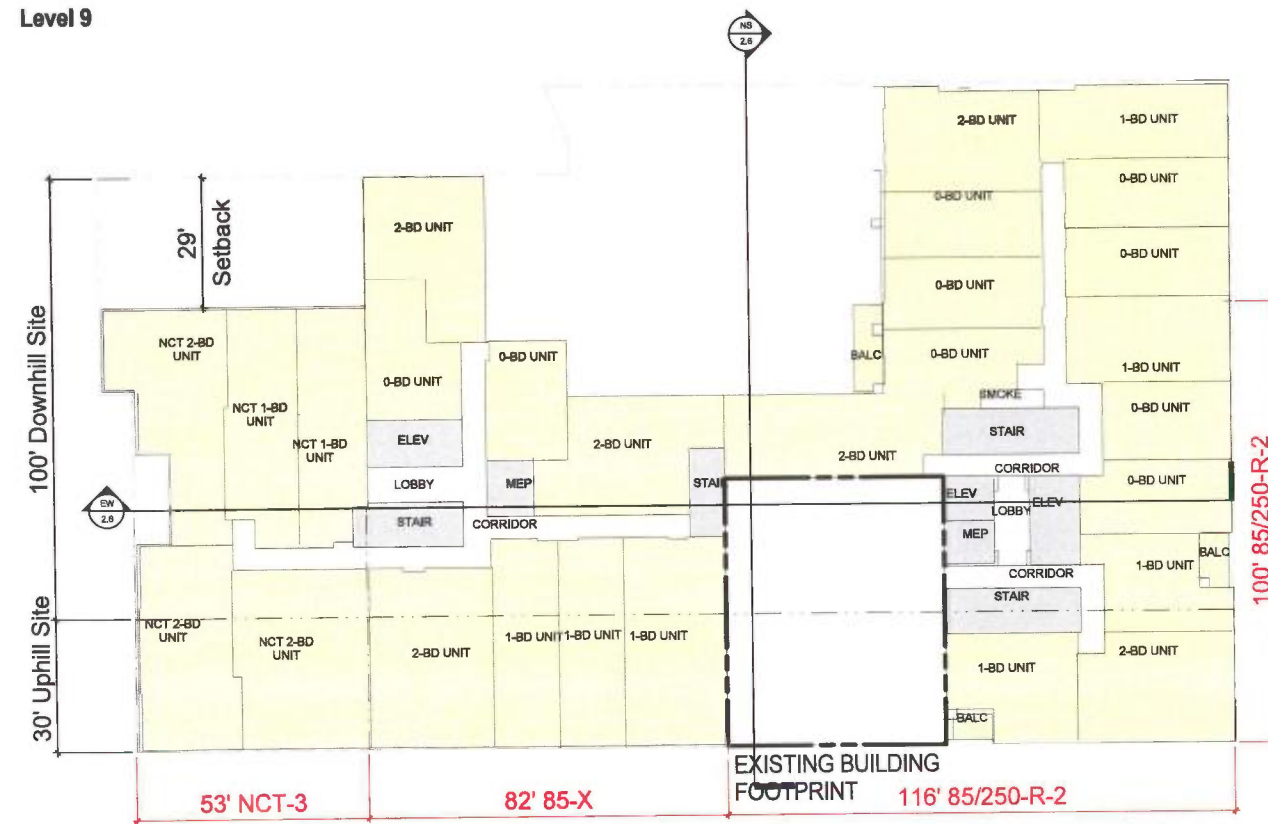 Level 9
NS
2.6
2-BD UNIT
1-BD UNIT
0-BD UNIT
0-BD UNIT
0-BD UNIT
0-BD UNIT
29'
Setback
2-BD UNIT
NCT 2-BD
UNIT
0-BD UNIT
0-BD UNIT
BALC
0-BD UNIT
1-BD UNIT
100' Downhill Site
NCT 1-BD
UNIT
NCT 1-BD
UNIT
SMOKE
0-BD UNIT
ELEV
2-BD UNIT
STAIR
2-BD UNIT
CORRIDOR
LOBBY
MEP
STAI
0-BD UNIT
ELEV
ELEV
LOBBY
EW
2.6
STAIR
CORRIDOR
MEP
BALC
1-BD UNIT
CORRIDOR
STAIR
100' 85/250-R-2
30' Uphill Site
NCT 2-BD
UNIT
NCT 2-BD
UNIT
2-BD UNIT
1-BD UNIT
1-BD UNIT
1-BD UNIT
1-BD UNIT
2-BD UNIT
BALC
EXISTING BUILDING
FOOTPRINT
53' NCT-3
82' 85-X
116' 85/250-R-2